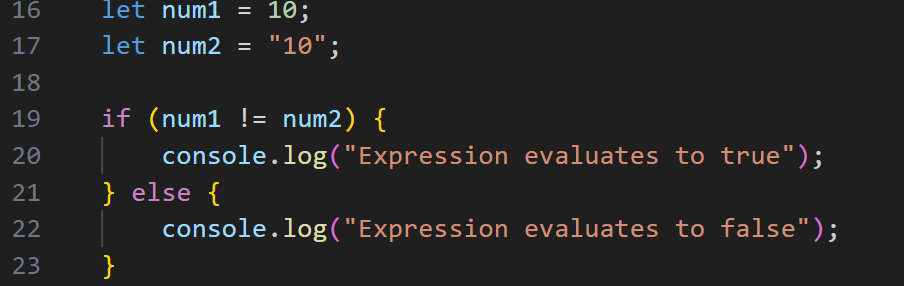 16 let num1 = 10;
17 let num2 = "10";
18
19 if (num1 != num2) {
20 console.log("Expression evaluates to true");
21 } else {
22 console.log("Expression evaluates to false");
23 }